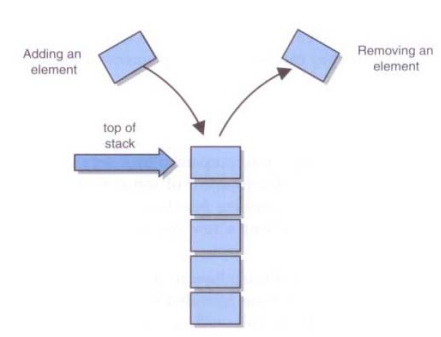 Adding an
element
Removing an
element
top of
stack